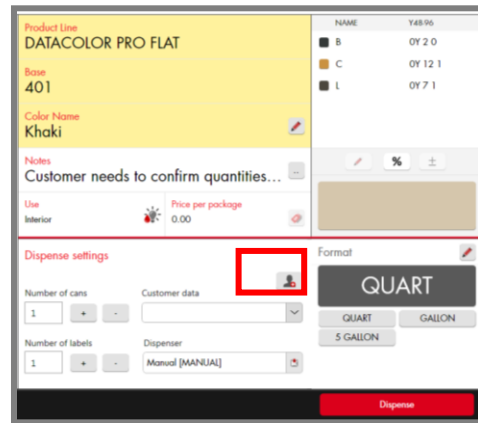 Product Line
DATACOLOR PRO FLAT
Base
401
Color Name
Khaki
Notes
Customer needs to confirm quantities...
...
Use
Interior
Price per package
0.00
NAME Y48-96
B 0Y 2 0
C 0Y 12 1
L 0Y 7 1
% ±
Dispense settings
Number of cans
1 + -
Customer data
Number of labels
1 + -
Dispenser
Manual [MANUAL]
Format
QUART
QUART GALLON
5 GALLON
Dispense